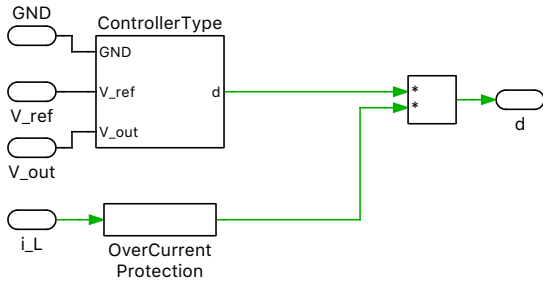 GND
ControllerType
GND
V_ref
d
V_out
V_ref
V_out
*
*
d
i_L
OverCurrent
Protection